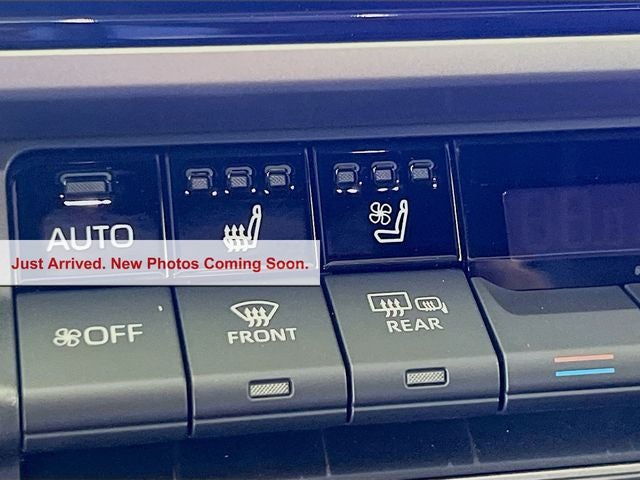 AUTO
Just Arrived. New Photos Coming Soon.
OFF
FRONT
REAR